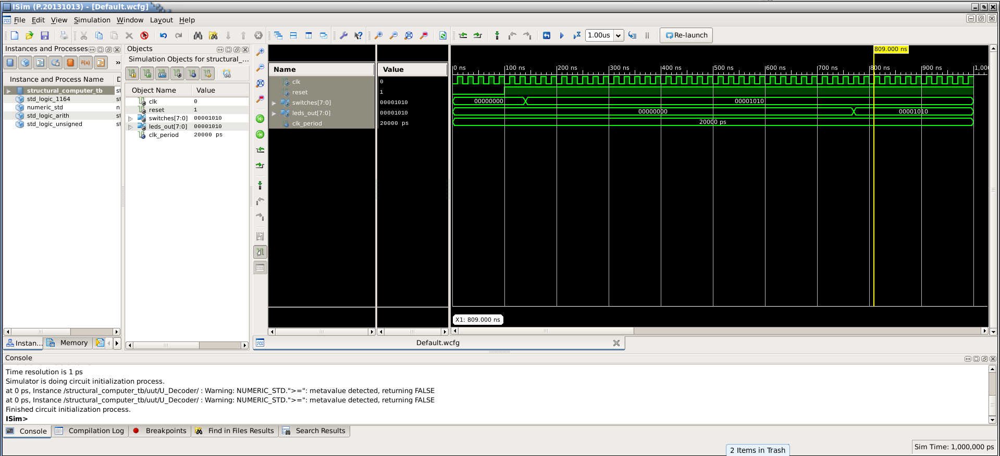 ISim (P.20131013) - [Default.wcfg]
File Edit View Simulation Window Layout Help
1.00us Re-launch
Instances and Processes
Instance and Process Name D
structural_computer_tb st
std_logic_1164 st
numeric_std n
std_logic_arith st
std_logic_unsigned st
Instan... Memory
Objects
Simulation Objects for structural_...
Object Name Value
clk 0
reset 1
switches[7:0] 00001010
leds_out[7:0] 00001010
clk_period 20000 ps
Name Value
clk 0
reset 1
switches[7:0] 00001010
leds_out[7:0] 00001010
clk_period 20000 ps
809.000 ns
0 ns 100 ns 200 ns 300 ns 400 ns 500 ns 600 ns 700 ns 800 ns 900 ns 1,000
00000000 00001010
00000000 00001010
20000 ps
X1: 809.000 ns
Default.wcfg
Console
Time resolution is 1 ps
Simulator is doing circuit initialization process.
at 0 ps, Instance /structural_computer_tb/uut/U_Decoder/ : Warning: NUMERIC_STD.">=": metavalue detected, returning FALSE
at 0 ps, Instance /structural_computer_tb/uut/U_Decoder/ : Warning: NUMERIC_STD.">=": metavalue detected, returning FALSE
Finished circuit initialization process.
ISim>
Console Compilation Log Breakpoints Find in Files Results Search Results
2 Items in Trash
Sim Time: 1,000,000 ps